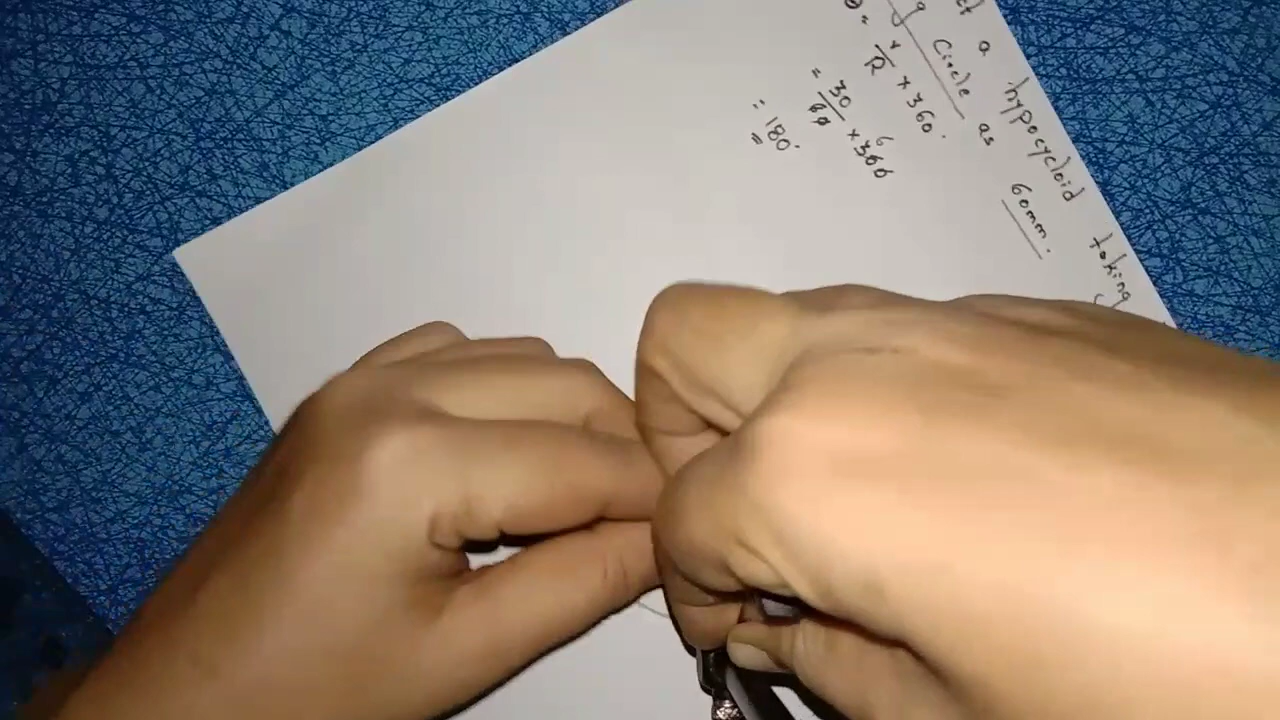 a hypocycloid taking
Circle as 60mm.
θ = r/R × 360°
= 30/60 × 360
= 180°